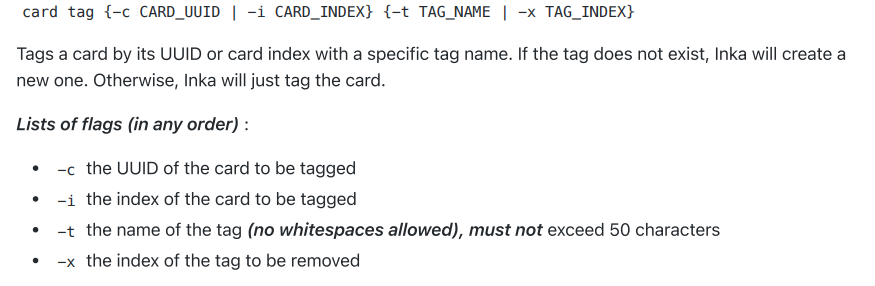 card tag {-c CARD_UUID | -i CARD_INDEX} {-t TAG_NAME | -x TAG_INDEX}
Tags a card by its UUID or card index with a specific tag name. If the tag does not exist, Inka will create a
new one. Otherwise, Inka will just tag the card.
Lists of flags (in any order) :
• -c the UUID of the card to be tagged
• -i the index of the card to be tagged
• -t the name of the tag (no whitespaces allowed), must not exceed 50 characters
• -x the index of the tag to be removed